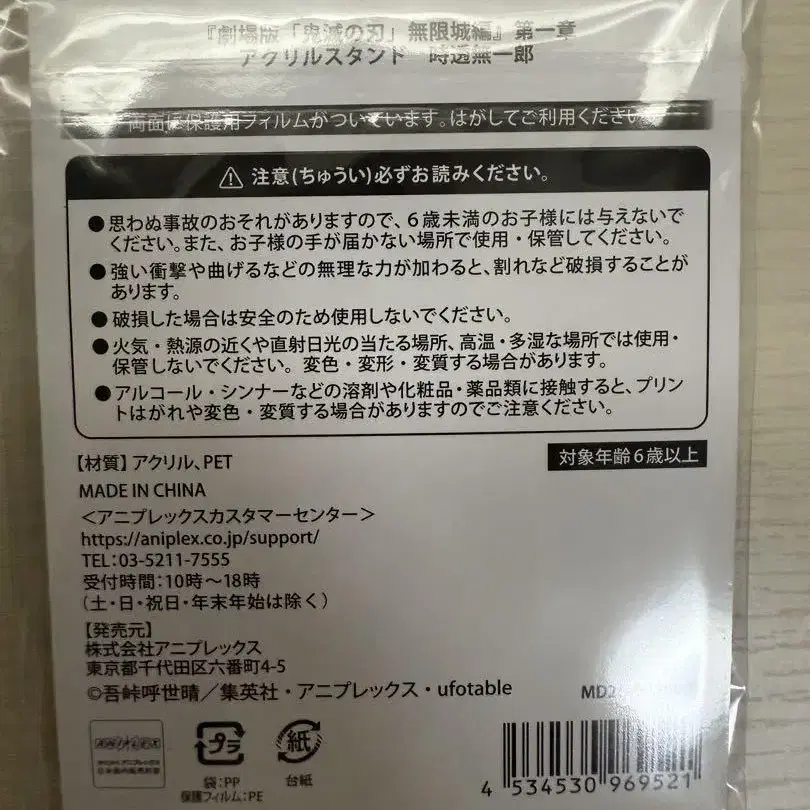 『劇場版「鬼滅の刃」無限城編』第一章
アクリルスタンド 時透無一郎
両面に保護用フィルムがついています。はがしてご利用ください。
注意(ちゅうい)必ずお読みください。
●思わぬ事故のおそれがありますので、6歳未満のお子様には与えないで
ください。また、お子様の手が届かない場所で使用・保管してください。
●強い衝撃や曲げるなどの無理な力が加わると、割れなど破損することが
あります。
●破損した場合は安全のため使用しないでください。
●火気・熱源の近くや直射日光の当たる場所、高温・多湿な場所では使用・
保管しないでください。変色・変形・変質する場合があります。
●アルコール・シンナーなどの溶剤や化粧品・薬品類に接触すると、プリン
トはがれや変色・変質する場合がありますのでご注意ください。
【材質】アクリル、PET
対象年齢6歳以上
MADE IN CHINA
＜アニプレックスカスタマーセンター＞
https://aniplex.co.jp/support/
TEL:03-5211-7555
受付時間:10時～18時
(土・日・祝日・年末年始は除く)
【発売元】
株式会社アニプレックス
東京都千代田区六番町4-5
©吾峠呼世晴／集英社・アニプレックス・ufotable
ANIPLEX
プラ
紙
袋:PP
保護フィルム:PE
台紙
4 534530 969521